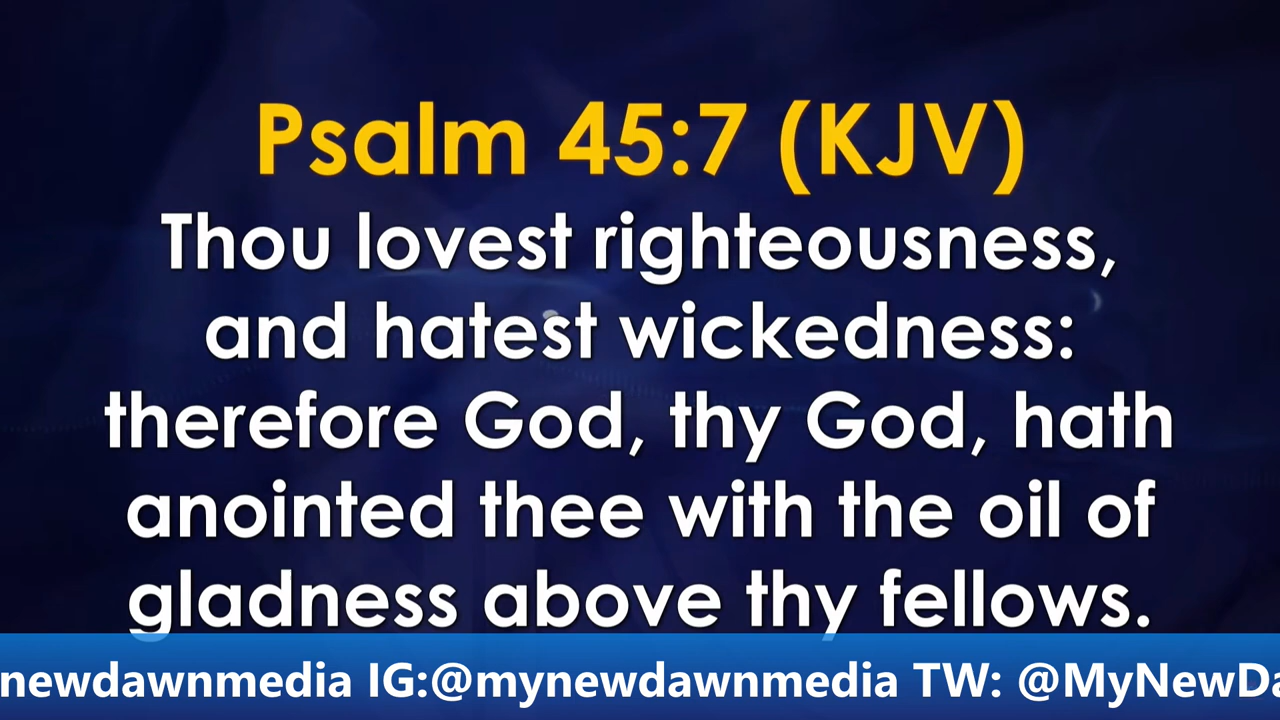 Psalm 45:7 (KJV)
Thou lovest righteousness,
and hatest wickedness:
therefore God, thy God, hath
anointed thee with the oil of
gladness above thy fellows.
newdawnmedia IG:@mynewdawnmedia TW: @MyNewDa